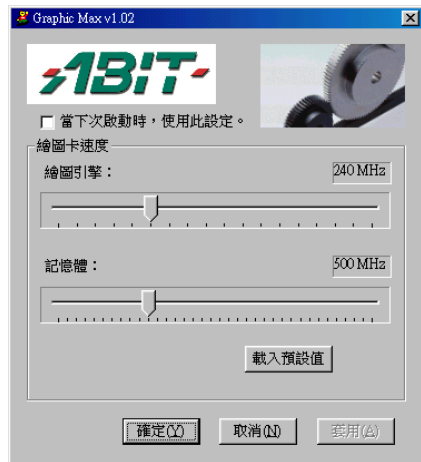 Graphic Max v1.02
ABIT
當下次啟動時，使用此設定。
繪圖卡速度
繪圖引擎：
240 MHz
記憶體：
500 MHz
載入預設值
確定(Y) 取消(N) 套用(A)